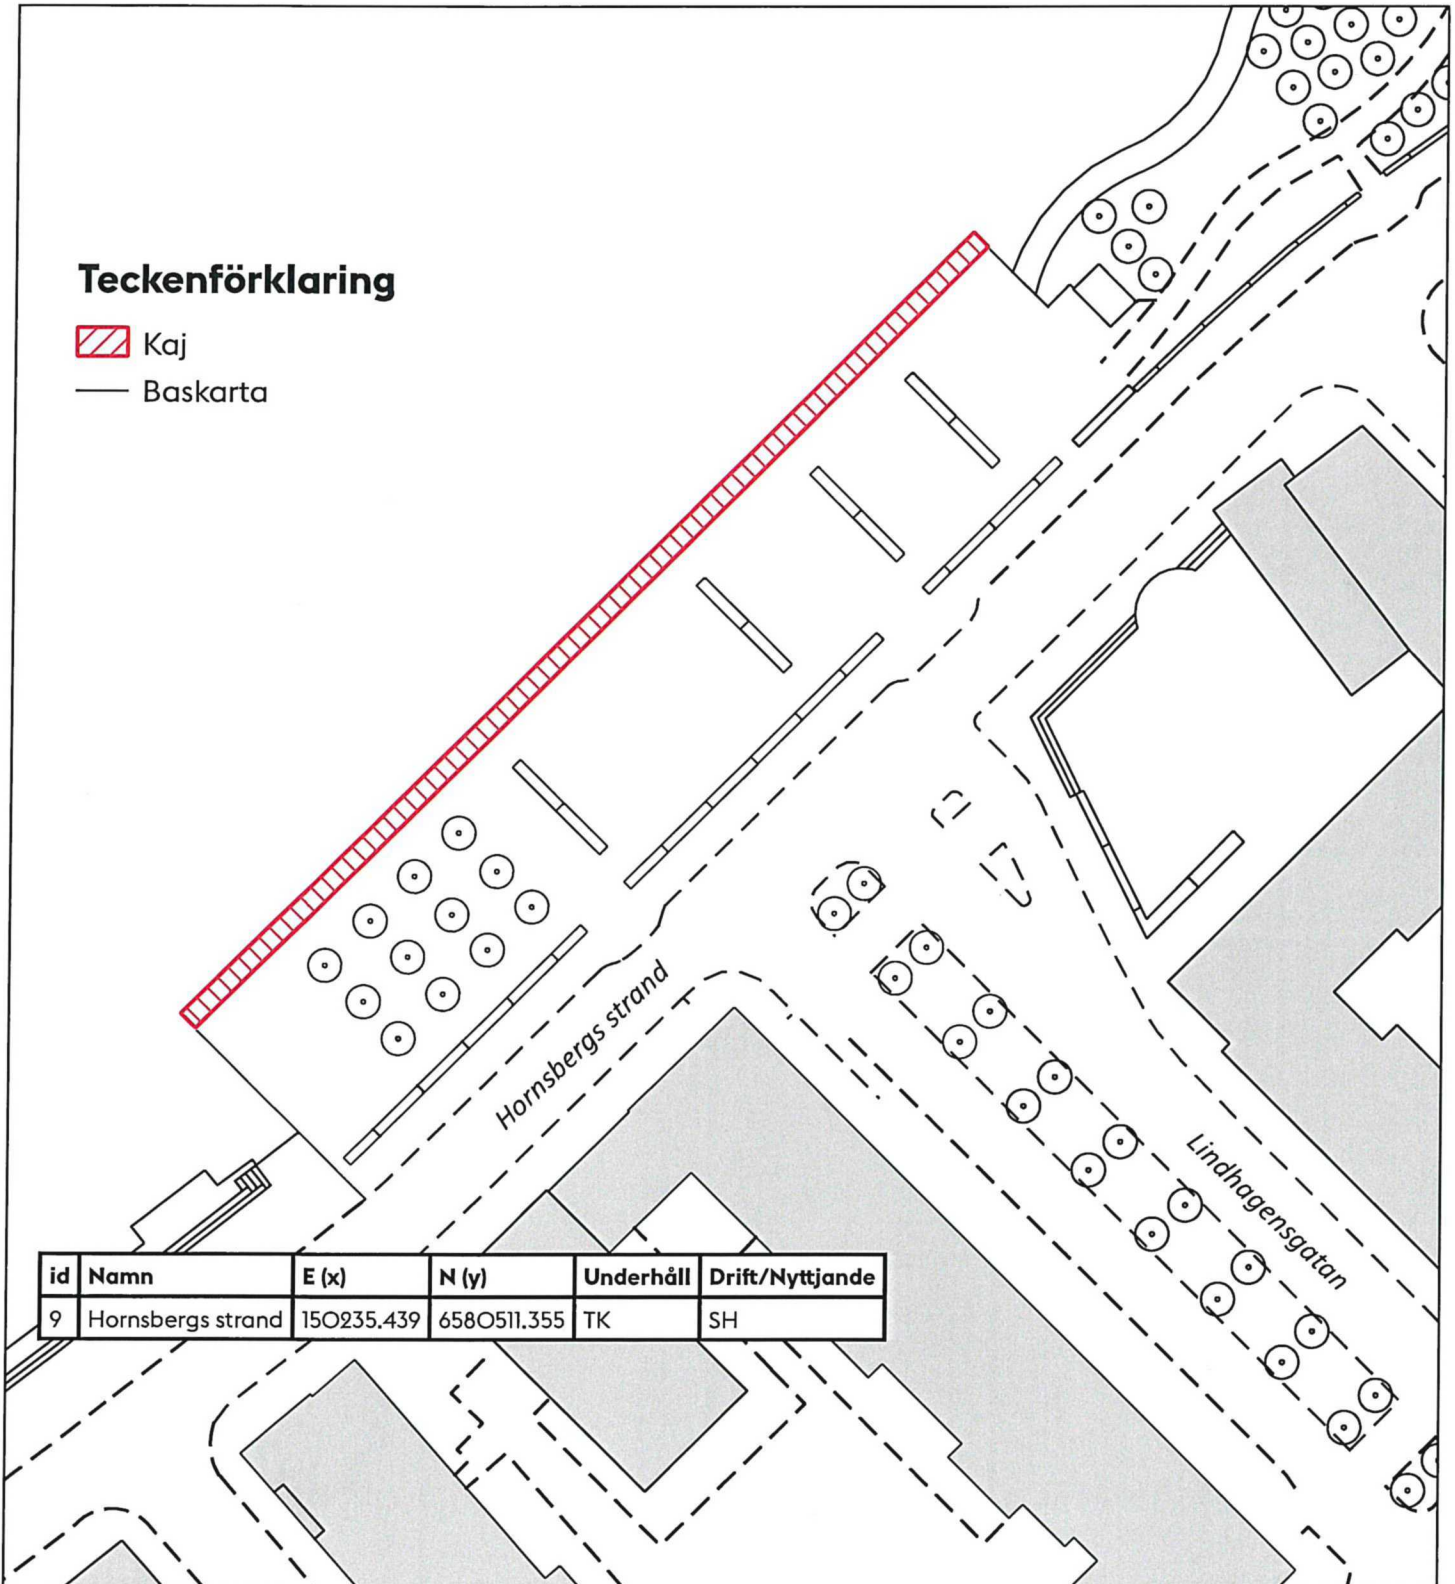 Teckenförklaring
Kaj
Baskarta
Hornsbergs strand
Lindhagensgatan
id Namn E (x) N (y) Underhåll Drift/Nyttjande
9 Hornsbergs strand 150235.439 6580511.355 TK SH